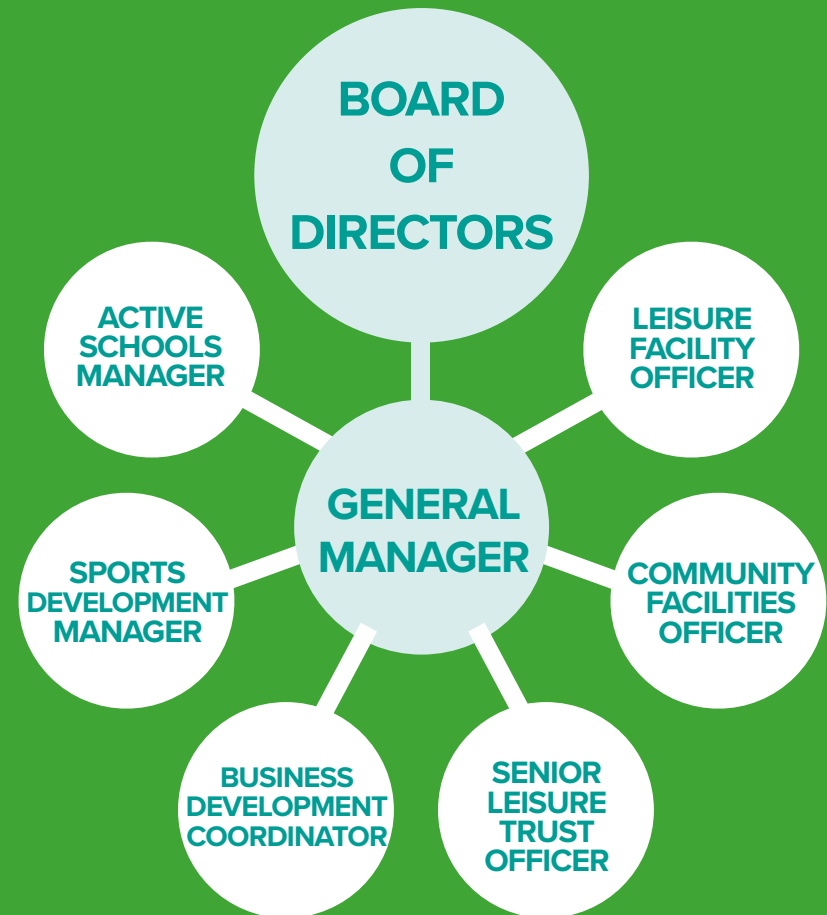 BOARD
OF
DIRECTORS
ACTIVE
SCHOOLS
MANAGER
LEISURE
FACILITY
OFFICER
GENERAL
MANAGER
SPORTS
DEVELOPMENT
MANAGER
COMMUNITY
FACILITIES
OFFICER
BUSINESS
DEVELOPMENT
COORDINATOR
SENIOR
LEISURE
TRUST
OFFICER